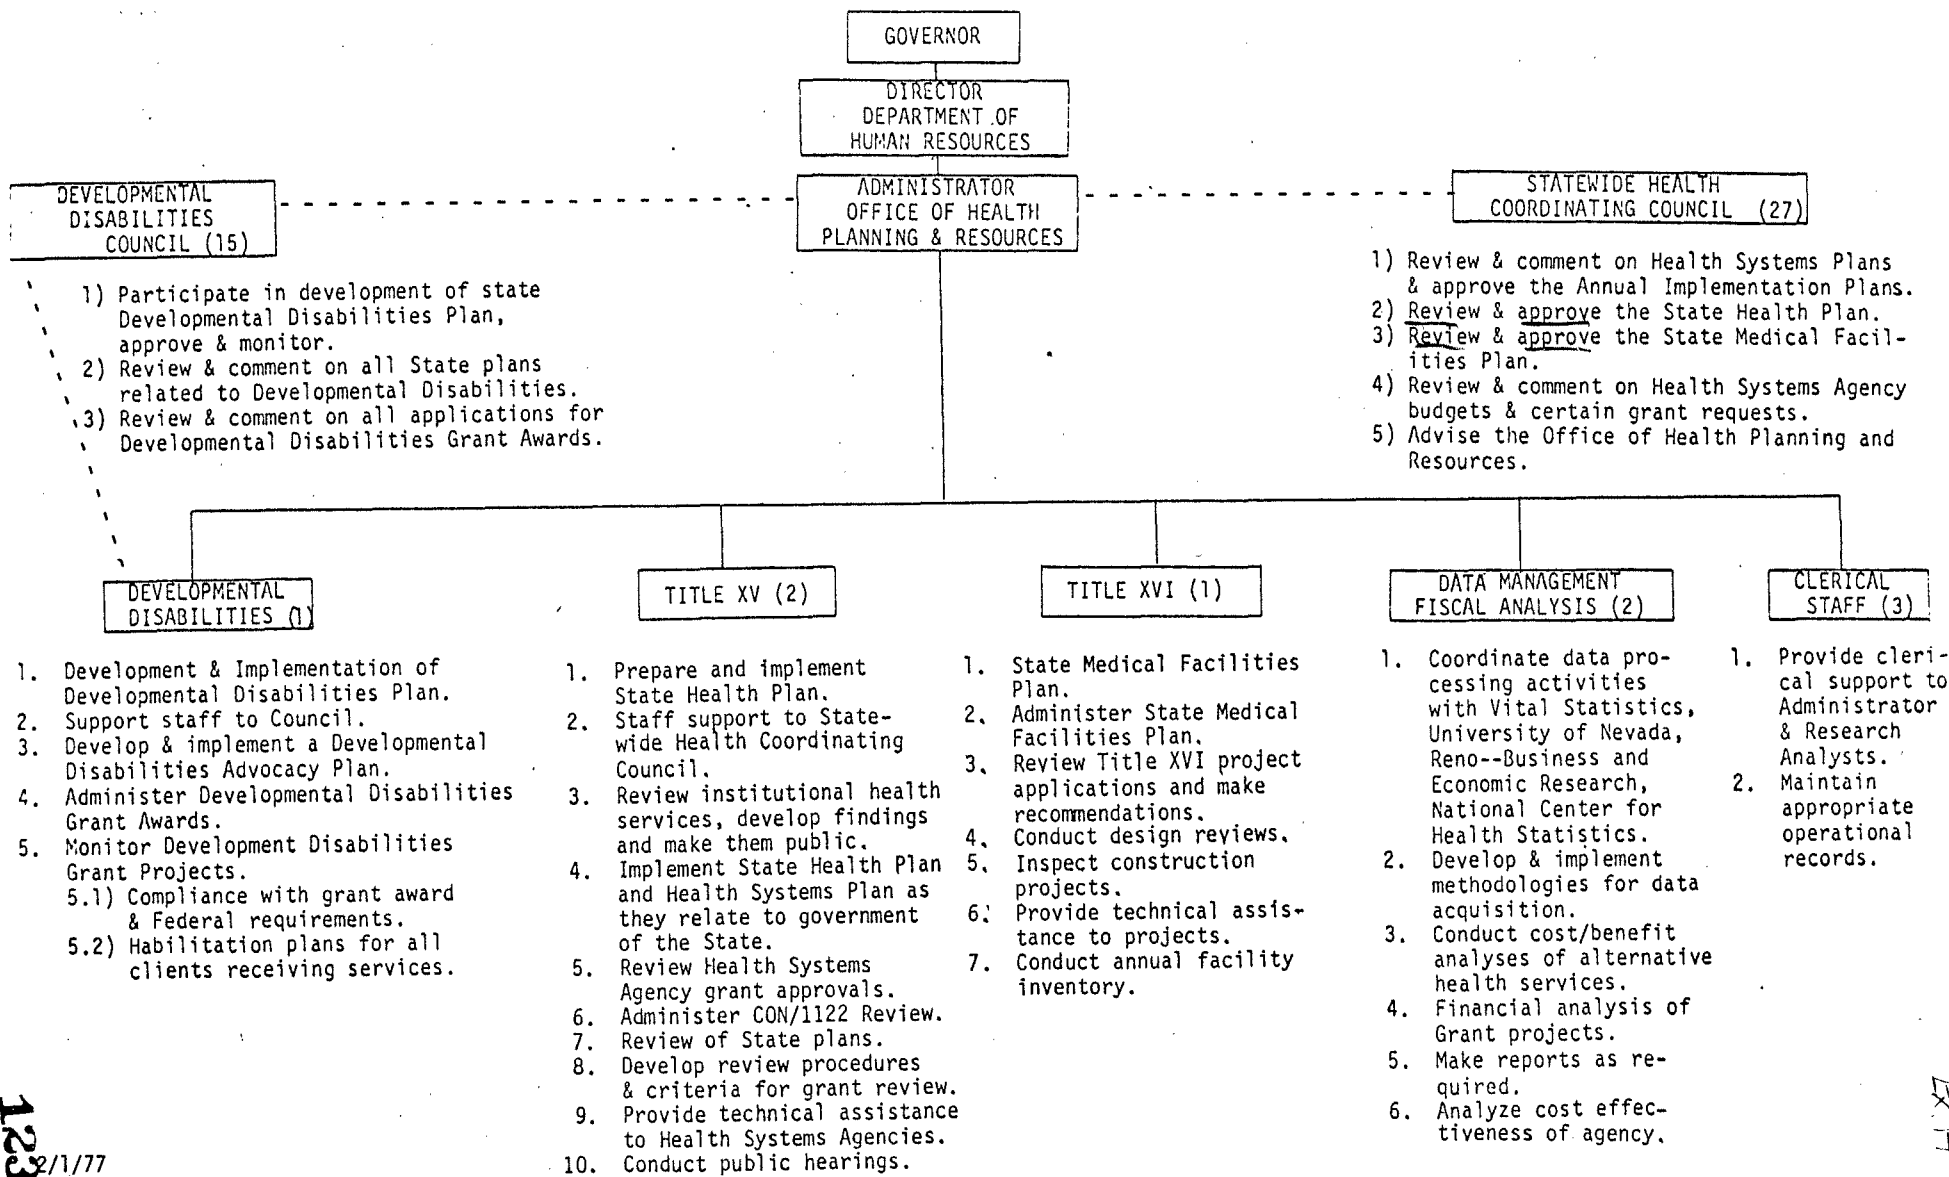 GOVERNOR
DIRECTOR
DEPARTMENT OF
HUMAN RESOURCES
ADMINISTRATOR
OFFICE OF HEALTH
PLANNING & RESOURCES
DEVELOPMENTAL
DISABILITIES
COUNCIL (15)
1) Participate in development of state
Developmental Disabilities Plan,
approve & monitor.
2) Review & comment on all State plans
related to Developmental Disabilities.
3) Review & comment on all applications for
Developmental Disabilities Grant Awards.
STATEWIDE HEALTH
COORDINATING COUNCIL (27)
1) Review & comment on Health Systems Plans
& approve the Annual Implementation Plans.
2) Review & approve the State Health Plan.
3) Review & approve the State Medical Facil-
ities Plan.
4) Review & comment on Health Systems Agency
budgets & certain grant requests.
5) Advise the Office of Health Planning and
Resources.
DEVELOPMENTAL
DISABILITIES (1)
1. Development & Implementation of
Developmental Disabilities Plan.
2. Support staff to Council.
3. Develop & implement a Developmental
Disabilities Advocacy Plan.
4. Administer Developmental Disabilities
Grant Awards.
5. Monitor Development Disabilities
Grant Projects.
5.1) Compliance with grant award
& Federal requirements.
5.2) Habilitation plans for all
clients receiving services.
TITLE XV (2)
1. Prepare and implement
State Health Plan.
2. Staff support to State-
wide Health Coordinating
Council.
3. Review institutional health
services, develop findings
and make them public.
4. Implement State Health Plan
and Health Systems Plan as
they relate to government
of the State.
5. Review Health Systems
Agency grant approvals.
6. Administer CON/1122 Review.
7. Review of State plans.
8. Develop review procedures
& criteria for grant review.
9. Provide technical assistance
to Health Systems Agencies.
10. Conduct public hearings.
TITLE XVI (1)
1. State Medical Facilities
Plan.
2. Administer State Medical
Facilities Plan.
3. Review Title XVI project
applications and make
recommendations.
4. Conduct design reviews.
5. Inspect construction
projects.
6. Provide technical assis-
tance to projects.
7. Conduct annual facility
inventory.
DATA MANAGEMENT
FISCAL ANALYSIS (2)
1. Coordinate data pro-
cessing activities
with Vital Statistics,
University of Nevada,
Reno--Business and
Economic Research,
National Center for
Health Statistics.
2. Develop & implement
methodologies for data
acquisition.
3. Conduct cost/benefit
analyses of alternative
health services.
4. Financial analysis of
Grant projects.
5. Make reports as re-
quired.
6. Analyze cost effec-
tiveness of agency.
CLERICAL
STAFF (3)
1. Provide cleri-
cal support to
Administrator
& Research
Analysts.
2. Maintain
appropriate
operational
records.
123
2/1/77